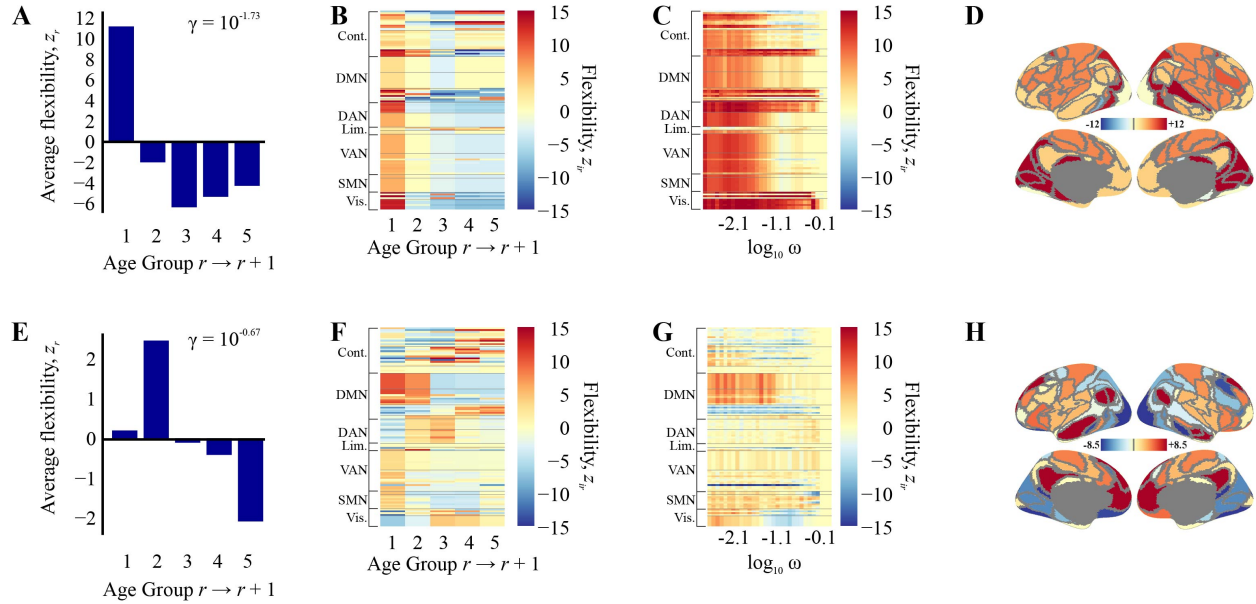 A
γ = 10^-1.73
Average flexibility, z_r
12
10
8
6
4
2
0
−2
−4
−6
1 2 3 4 5
Age Group r → r + 1
B
Cont.
DMN
DAN
Lim.
VAN
SMN
Vis.
1 2 3 4 5
Age Group r → r + 1
15
10
5
0
−5
−10
−15
Flexibility, z_ir
C
Cont.
DMN
DAN
Lim.
VAN
SMN
Vis.
-2.1 -1.1 -0.1
log₁₀ ω
15
10
5
0
−5
−10
−15
Flexibility, z_ir
D
-12 +12
E
γ = 10^-0.67
Average flexibility, z_r
2
1
0
−1
−2
1 2 3 4 5
Age Group r → r + 1
F
Cont.
DMN
DAN
Lim.
VAN
SMN
Vis.
1 2 3 4 5
Age Group r → r + 1
15
10
5
0
−5
−10
−15
Flexibility, z_ir
G
Cont.
DMN
DAN
Lim.
VAN
SMN
Vis.
-2.1 -1.1 -0.1
log₁₀ ω
15
10
5
0
−5
−10
−15
Flexibility, z_ir
H
-8.5 +8.5